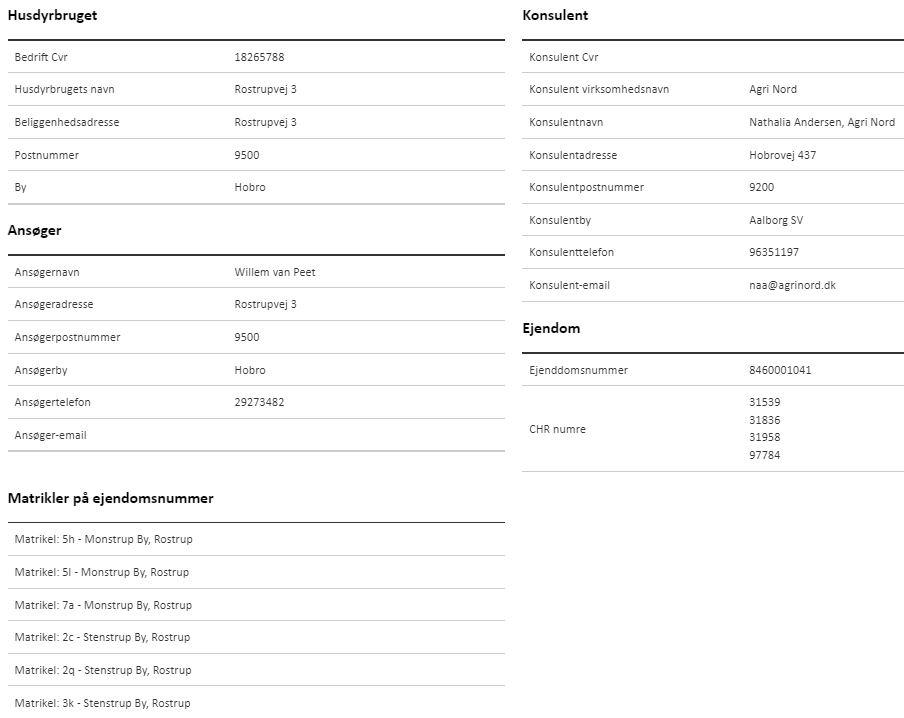 Husdyrbruget
Bedrift Cvr 18265788
Husdyrbrugets navn Rostrupvej 3
Beliggenhedsadresse Rostrupvej 3
Postnummer 9500
By Hobro
Ansøger
Ansøgernavn Willem van Peet
Ansøgeradresse Rostrupvej 3
Ansøgerpostnummer 9500
Ansøgerby Hobro
Ansøgertelefon 29273482
Ansøger-email
Matrikler på ejendomsnummer
Matrikel: 5h - Monstrup By, Rostrup
Matrikel: 5l - Monstrup By, Rostrup
Matrikel: 7a - Monstrup By, Rostrup
Matrikel: 2c - Stenstrup By, Rostrup
Matrikel: 2q - Stenstrup By, Rostrup
Matrikel: 3k - Stenstrup By, Rostrup
Konsulent
Konsulent Cvr
Konsulent virksomhedsnavn Agri Nord
Konsulentnavn Nathalia Andersen, Agri Nord
Konsulentadresse Hobrovej 437
Konsulentpostnummer 9200
Konsulentby Aalborg SV
Konsulenttelefon 96351197
Konsulent-email naa@agrinord.dk
Ejendom
Ejenddomsnummer 8460001041
CHR numre
31539
31836
31958
97784